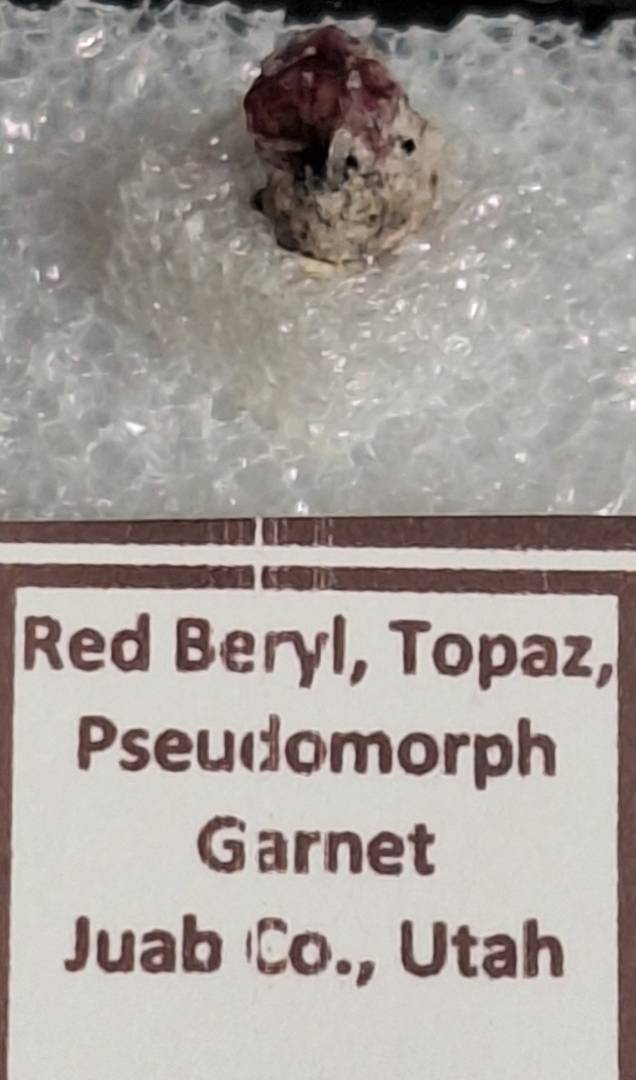 Red Beryl, Topaz,
Pseudomorph
Garnet
Juab Co., Utah